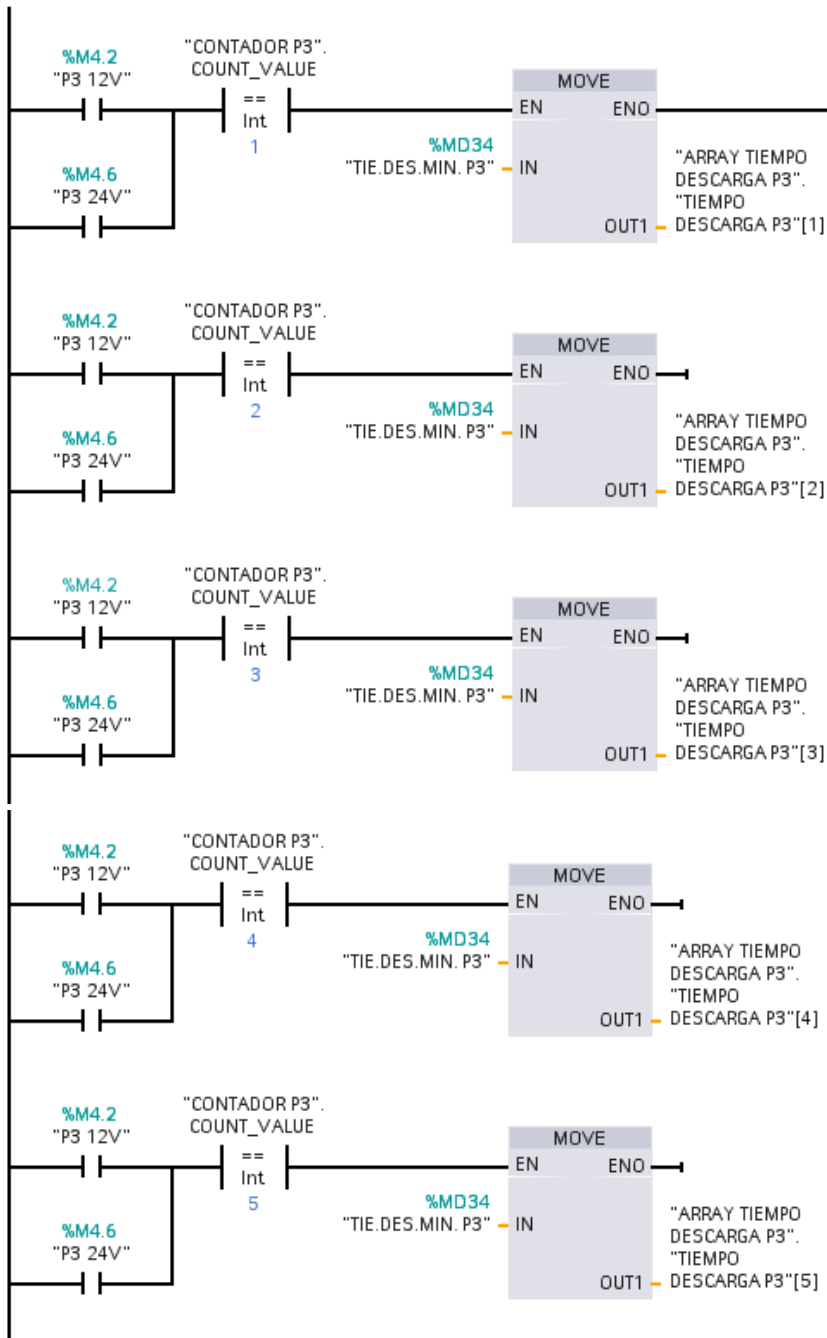 "CONTADOR P3".
COUNT_VALUE
%M4.2
"P3 12V"
==
Int
1
MOVE
EN ENO
%MD34
"TIE.DES.MIN. P3" IN
%M4.6
"P3 24V"
"ARRAY TIEMPO
DESCARGA P3".
"TIEMPO
OUT1 DESCARGA P3"[1]
"CONTADOR P3".
COUNT_VALUE
%M4.2
"P3 12V"
==
Int
2
MOVE
EN ENO
%MD34
"TIE.DES.MIN. P3" IN
%M4.6
"P3 24V"
"ARRAY TIEMPO
DESCARGA P3".
"TIEMPO
OUT1 DESCARGA P3"[2]
"CONTADOR P3".
COUNT_VALUE
%M4.2
"P3 12V"
==
Int
3
MOVE
EN ENO
%MD34
"TIE.DES.MIN. P3" IN
%M4.6
"P3 24V"
"ARRAY TIEMPO
DESCARGA P3".
"TIEMPO
OUT1 DESCARGA P3"[3]
"CONTADOR P3".
COUNT_VALUE
%M4.2
"P3 12V"
==
Int
4
MOVE
EN ENO
%MD34
"TIE.DES.MIN. P3" IN
%M4.6
"P3 24V"
"ARRAY TIEMPO
DESCARGA P3".
"TIEMPO
OUT1 DESCARGA P3"[4]
"CONTADOR P3".
COUNT_VALUE
%M4.2
"P3 12V"
==
Int
5
MOVE
EN ENO
%MD34
"TIE.DES.MIN. P3" IN
%M4.6
"P3 24V"
"ARRAY TIEMPO
DESCARGA P3".
"TIEMPO
OUT1 DESCARGA P3"[5]